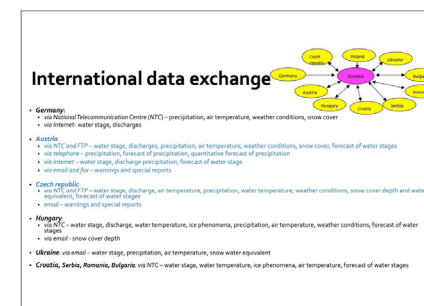 Czech
republic
Poland
Ukraine
Germany
Slovakia
Austria
Hungary
Croatia
Serbia
International data exchange
• Germany:
• via National Telecommunication Centre (NTC) – precipitation, air temperature, weather conditions, snow cover
• via Internet- water stage, discharges
• Austria:
• via NTC and FTP – water stage, discharges, precipitation, air temperature, weather conditions, snow cover, forecast of water stages
• via telephone – precipitation, forecast of precipitation, quantitative forecast of precipitation
• via Internet – water stage, discharge precipitation, forecast of water stage
• via email and fax – warnings and special reports
• Czech republic:
• via NTC and FTP – water stage, discharge, air temperature, precipitation, water temperature, weather conditions, snow cover depth and
equivalent, forecast of water stages
• email – warnings and special reports
• Hungary:
• via NTC – water stage, discharge, water temperature, ice phenomena, precipitation, air temperature, weather conditions, forecast of water
stages
• via email - snow cover depth
• Ukraine: via email – water stage, precipitation, air temperature, snow water equivalent
• Croatia, Serbia, Romania, Bulgaria: via NTC – water stage, water temperature, ice phenomena, air temperature, forecast of water stages